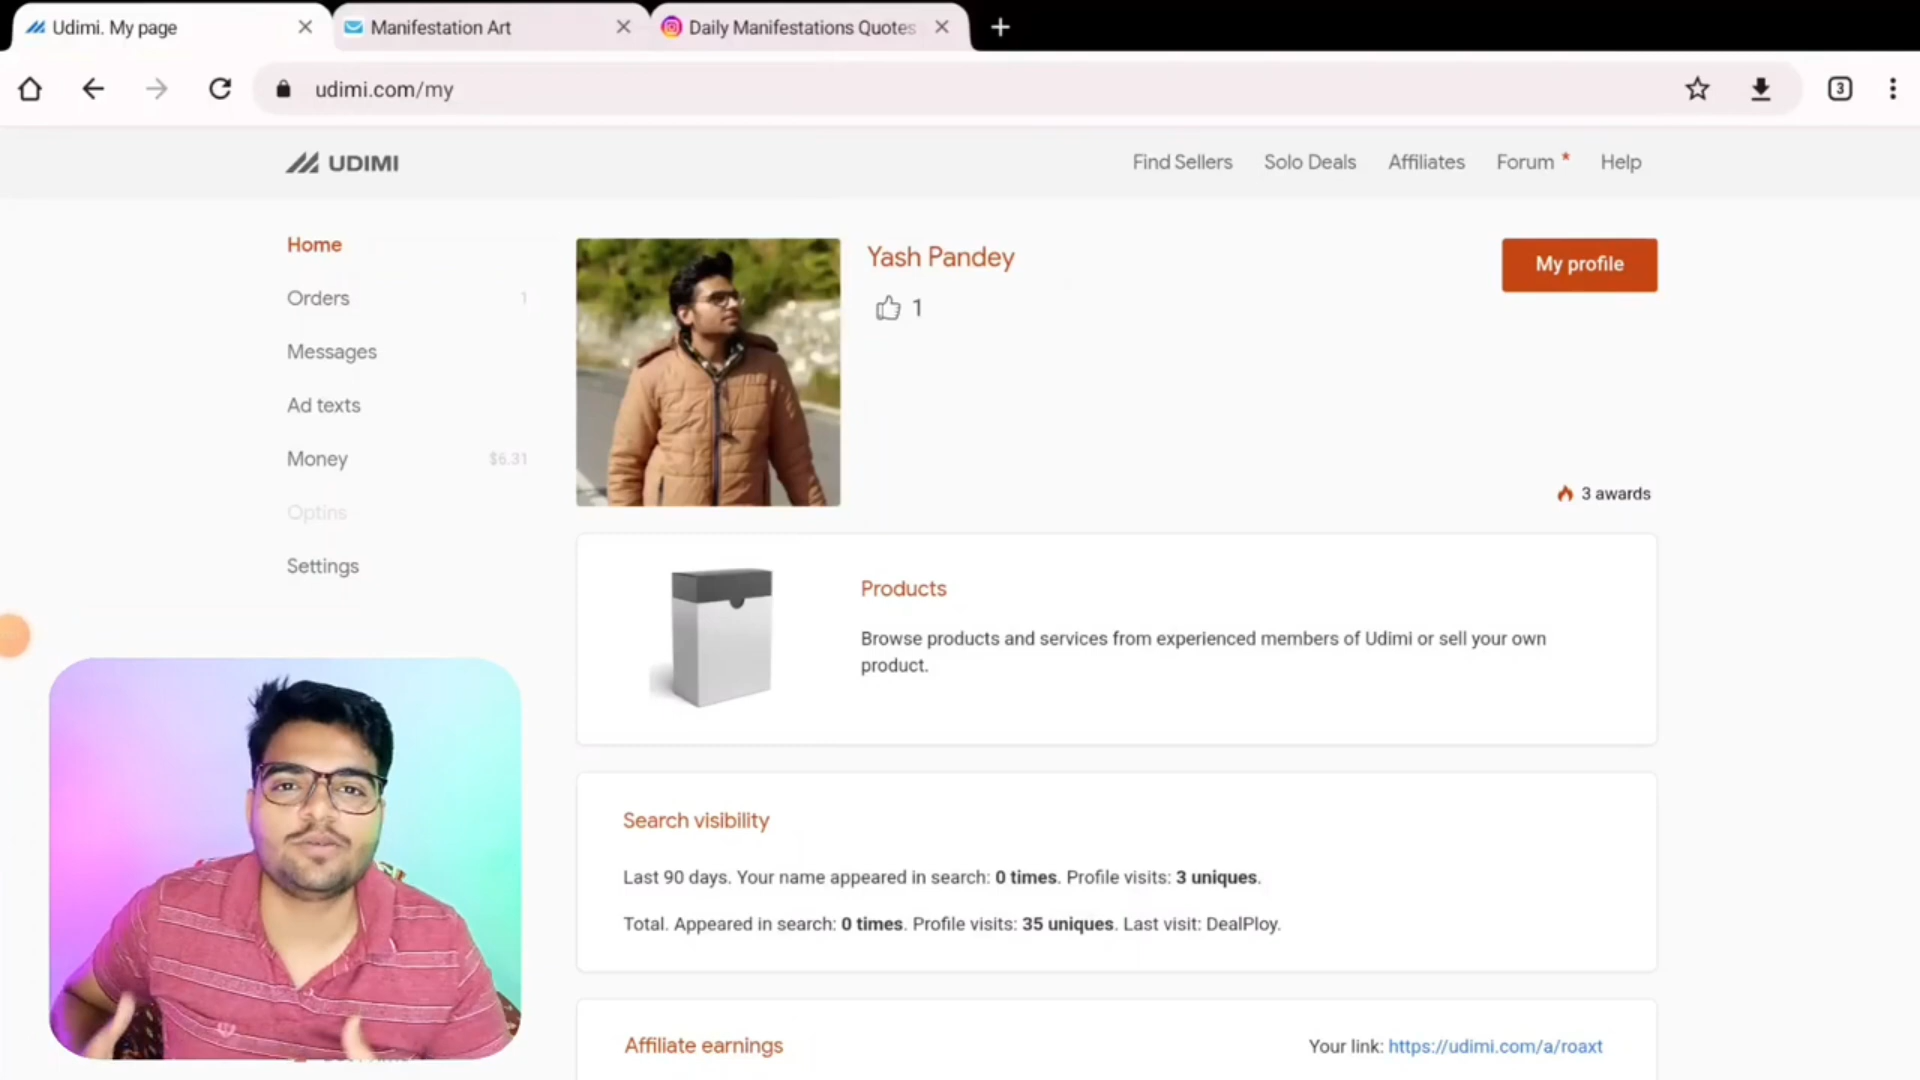 Udimi. My page
Manifestation Art
Daily Manifestations Quotes
udimi.com/my
3
UDIMI
Find Sellers
Solo Deals
Affiliates
Forum *
Help
Home
Orders 1
Messages
Ad texts
Money $6.31
Optins
Settings
Yash Pandey
1
My profile
3 awards
Products
Browse products and services from experienced members of Udimi or sell your own
product.
Search visibility
Last 90 days. Your name appeared in search: 0 times. Profile visits: 3 uniques.
Total. Appeared in search: 0 times. Profile visits: 35 uniques. Last visit: DealPloy.
Affiliate earnings
Your link: https://udimi.com/a/roaxt